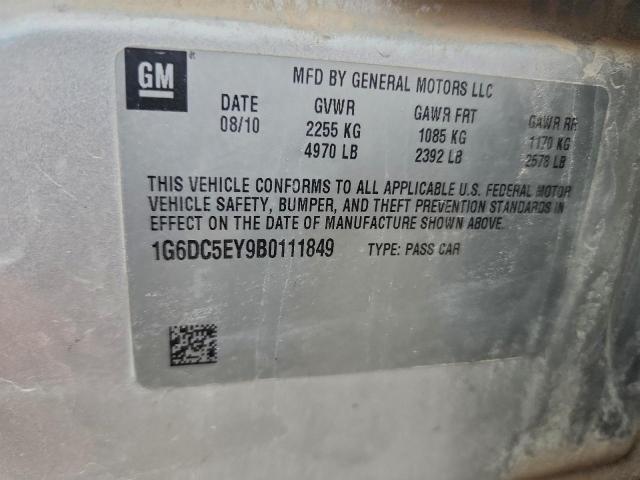 GM
MFD BY GENERAL MOTORS LLC
DATE GVWR GAWR FRT GAWR RR
08/10 2255 KG 1085 KG 1170 KG
4970 LB 2392 LB 2578 LB
THIS VEHICLE CONFORMS TO ALL APPLICABLE U.S. FEDERAL MOTOR
VEHICLE SAFETY, BUMPER, AND THEFT PREVENTION STANDARDS IN
EFFECT ON THE DATE OF MANUFACTURE SHOWN ABOVE.
1G6DC5EY9B0111849 TYPE: PASS CAR